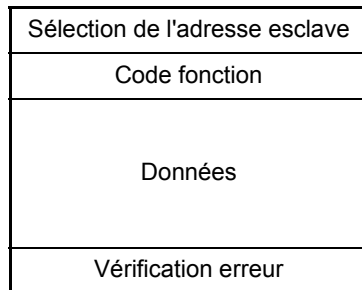 Sélection de l'adresse esclave
Code fonction
Données
Vérification erreur